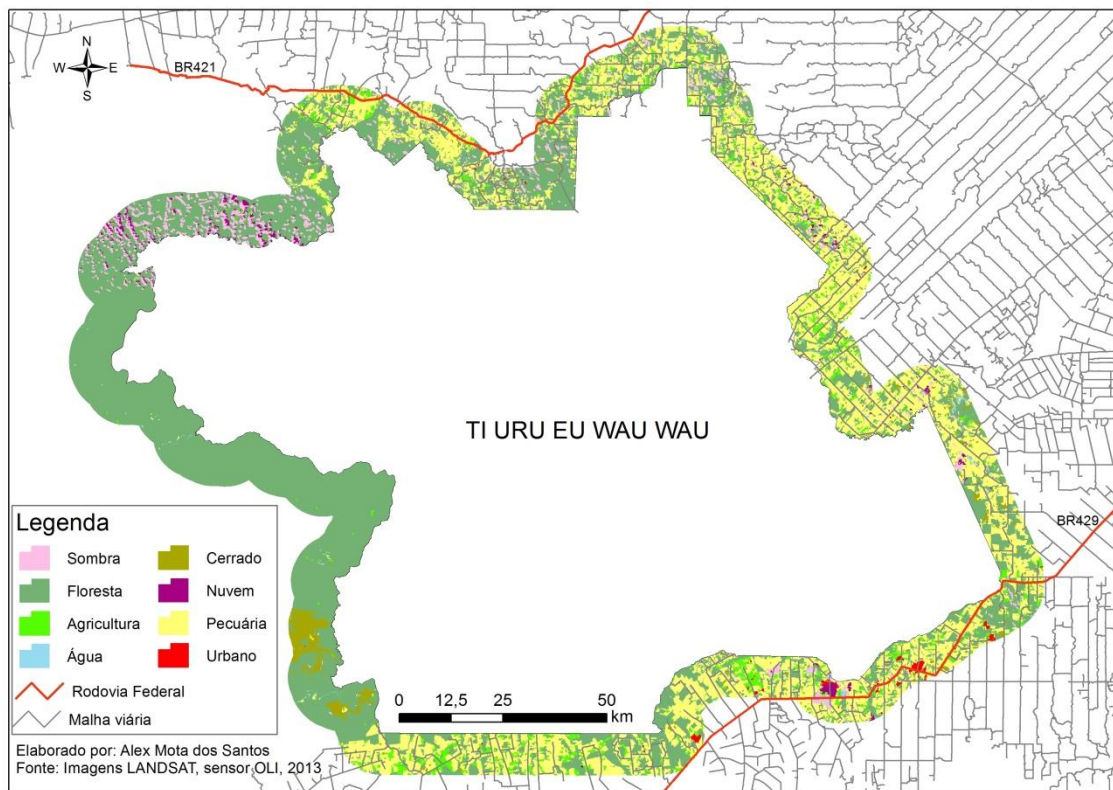 N
W E
S
BR421
TI URU EU WAU WAU
BR429
Legenda
Sombra
Floresta
Agricultura
Água
Cerrado
Nuvem
Pecuária
Urbano
Rodovia Federal
Malha viária
0 12,5 25 50
km
Elaborado por: Alex Mota dos Santos
Fonte: Imagens LANDSAT, sensor OLI, 2013